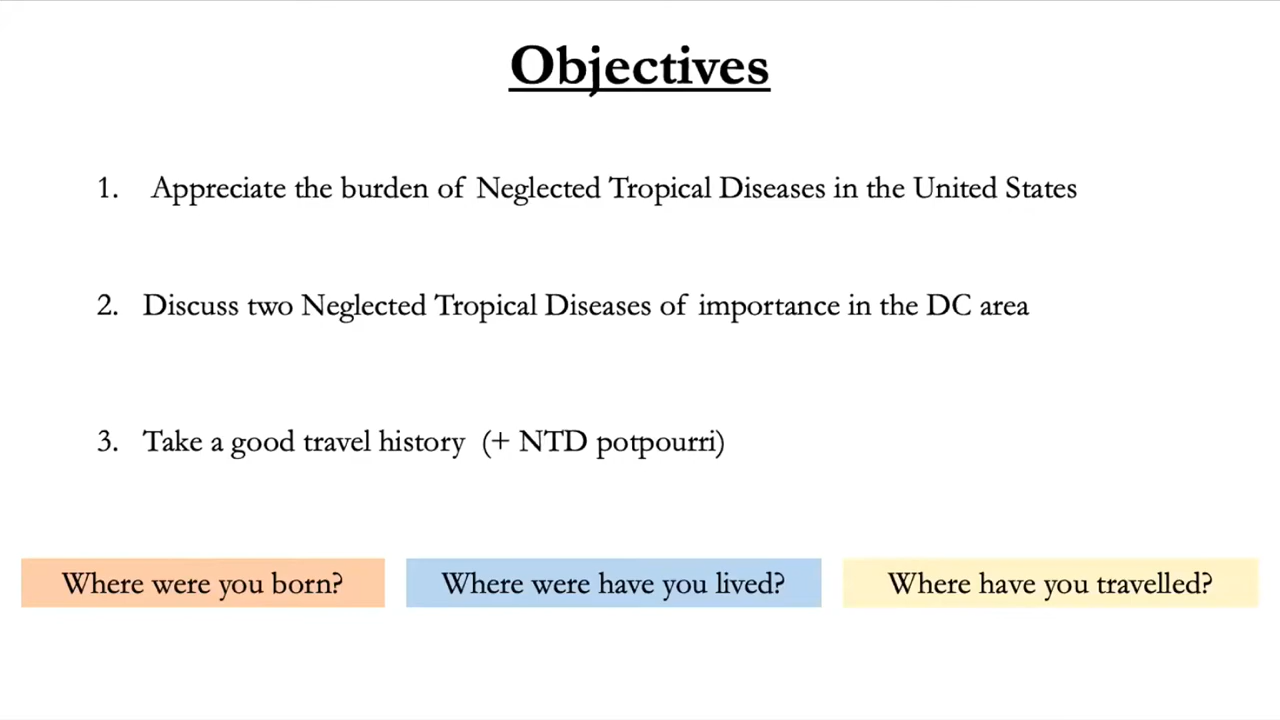 Objectives
1. Appreciate the burden of Neglected Tropical Diseases in the United States
2. Discuss two Neglected Tropical Diseases of importance in the DC area
3. Take a good travel history (+ NTD potpourri)
Where were you born?
Where were have you lived?
Where have you travelled?